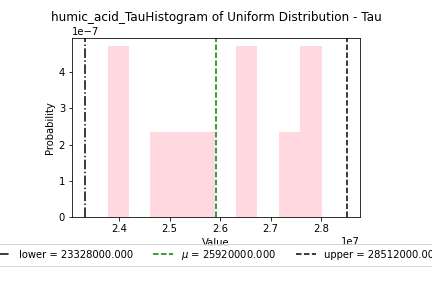 humic_acid_TauHistogram of Uniform Distribution - Tau
1e−7
4
3
2
1
0
Probability
2.4 2.5 2.6 2.7 2.8
Value
1e7
lower = 23328000.000 μ = 25920000.000 upper = 28512000.00